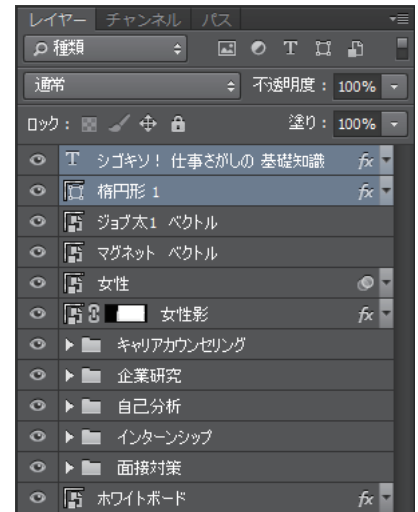 レイヤー チャンネル パス
種類
通常 不透明度: 100%
ロック: 塗り: 100%
T シゴキソ! 仕事さがしの 基礎知識 fx
楕円形 1 fx
ジョブ太1 ベクトル
マグネット ベクトル
女性
女性影 fx
キャリアカウンセリング
企業研究
自己分析
インターンシップ
面接対策
ホワイトボード fx